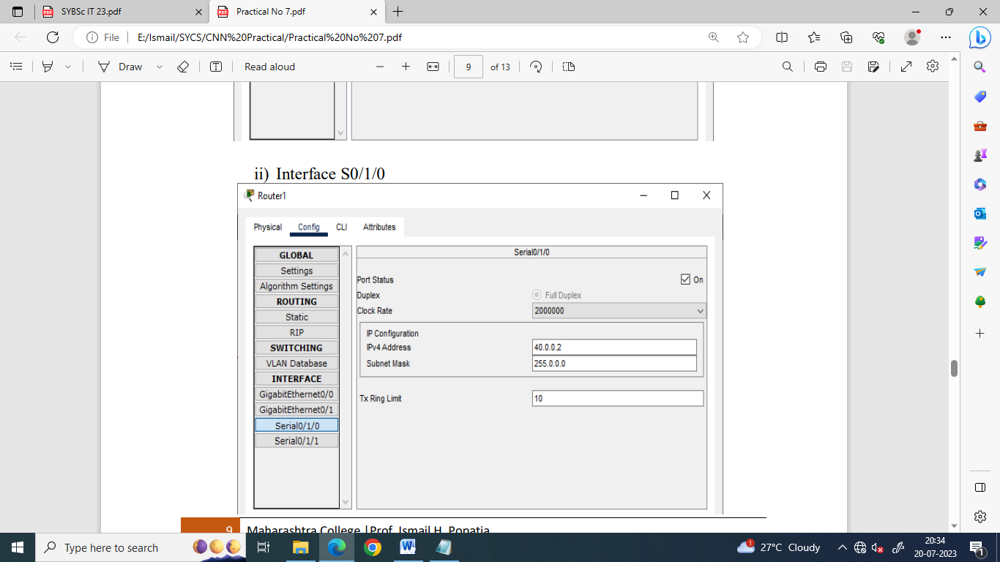 SYBSc IT 23.pdf
Practical No 7.pdf
File
E:/Ismail/SYCS/CNN%20Practical/Practical%20No%207.pdf
Draw
Read aloud
9
of 13
ii) Interface S0/1/0
Router1
Physical
Config
CLI
Attributes
GLOBAL
Settings
Algorithm Settings
ROUTING
Static
RIP
SWITCHING
VLAN Database
INTERFACE
GigabitEthernet0/0
GigabitEthernet0/1
Serial0/1/0
Serial0/1/1
Serial0/1/0
Port Status
On
Duplex
Full Duplex
Clock Rate
2000000
IP Configuration
IPv4 Address
40.0.0.2
Subnet Mask
255.0.0.0
Tx Ring Limit
10
9
Maharashtra College |Prof. Ismail H. Popatia
Type here to search
1
27°C Cloudy
20:34
20-07-2023
1